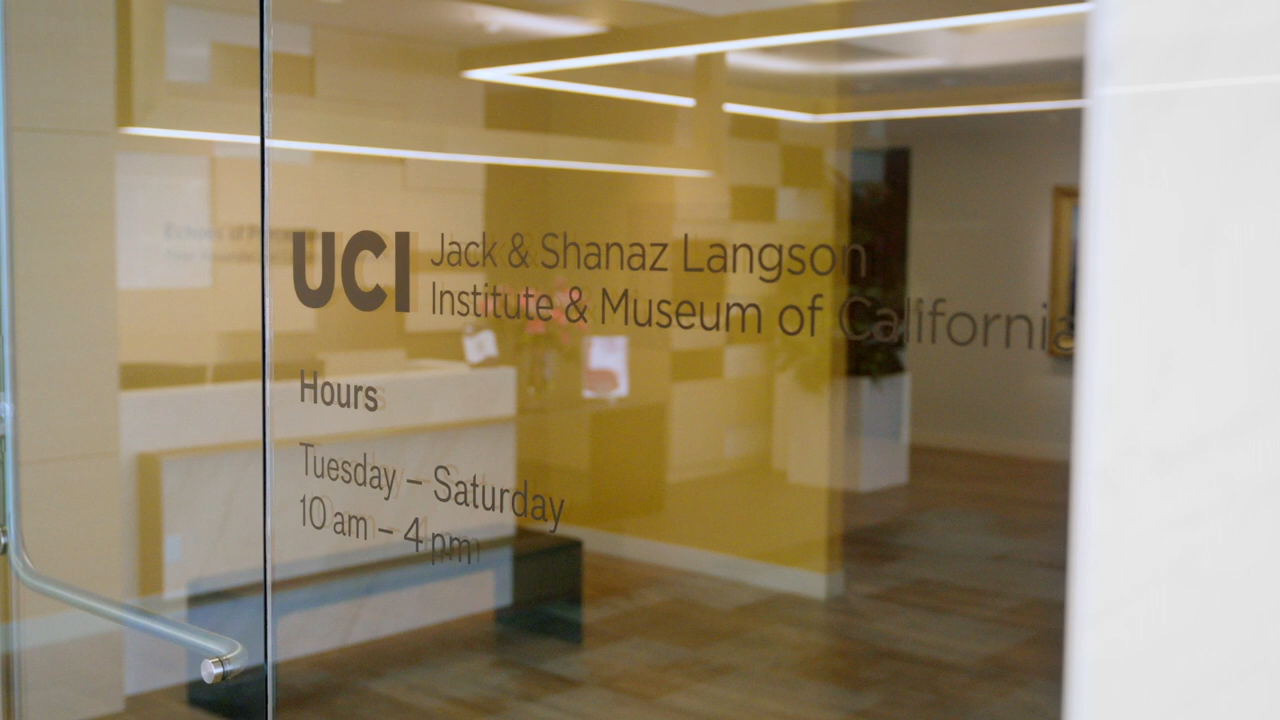 UCI Jack & Shanaz Langson
Institute & Museum of California
Hours
Tuesday – Saturday
10 am – 4 pm